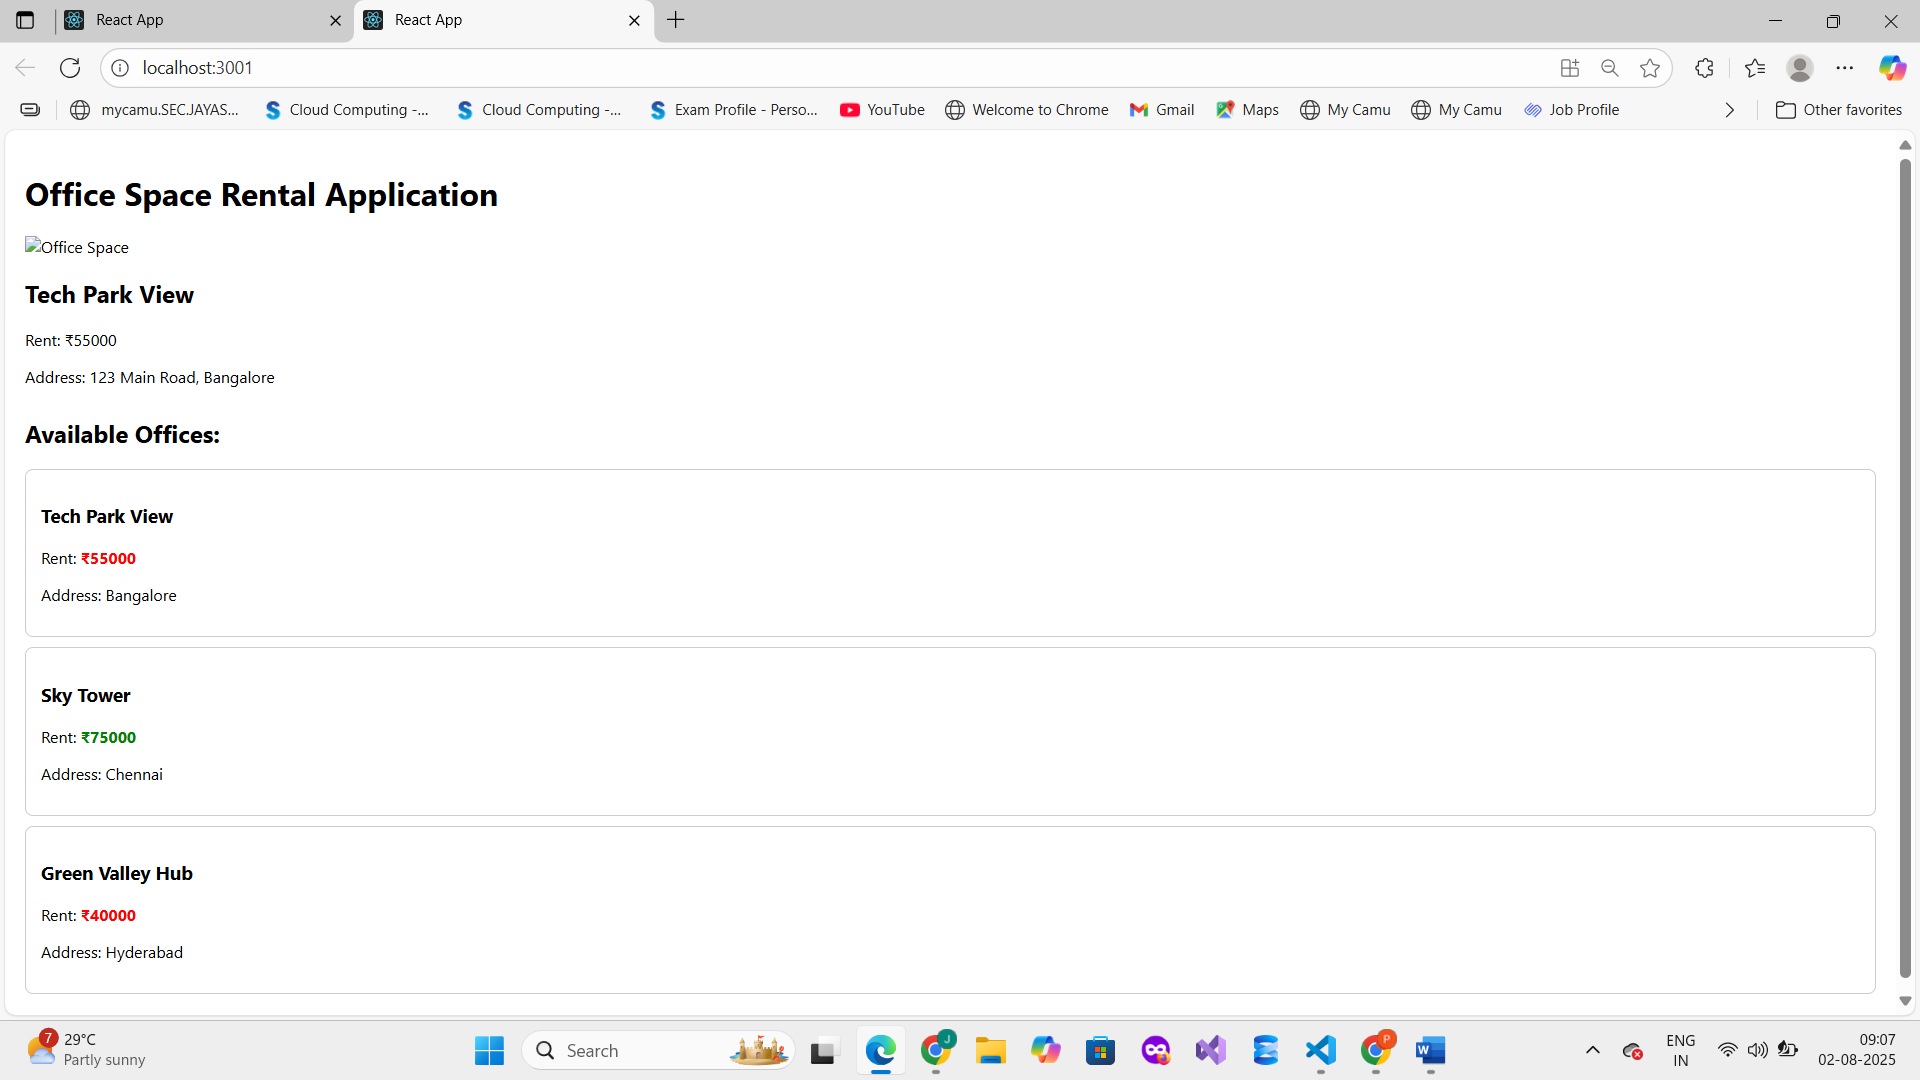 React App
React App
localhost:3001
mycamu.SEC.JAYAS...
Cloud Computing -...
Cloud Computing -...
Exam Profile - Perso...
YouTube
Welcome to Chrome
Gmail
Maps
My Camu
My Camu
Job Profile
Other favorites
Office Space Rental Application
Office Space
Tech Park View
Rent: ₹55000
Address: 123 Main Road, Bangalore
Available Offices:
Tech Park View
Rent: ₹55000
Address: Bangalore
Sky Tower
Rent: ₹75000
Address: Chennai
Green Valley Hub
Rent: ₹40000
Address: Hyderabad
7
29°C
Partly sunny
Search
J
P
W
ENG
IN
09:07
02-08-2025